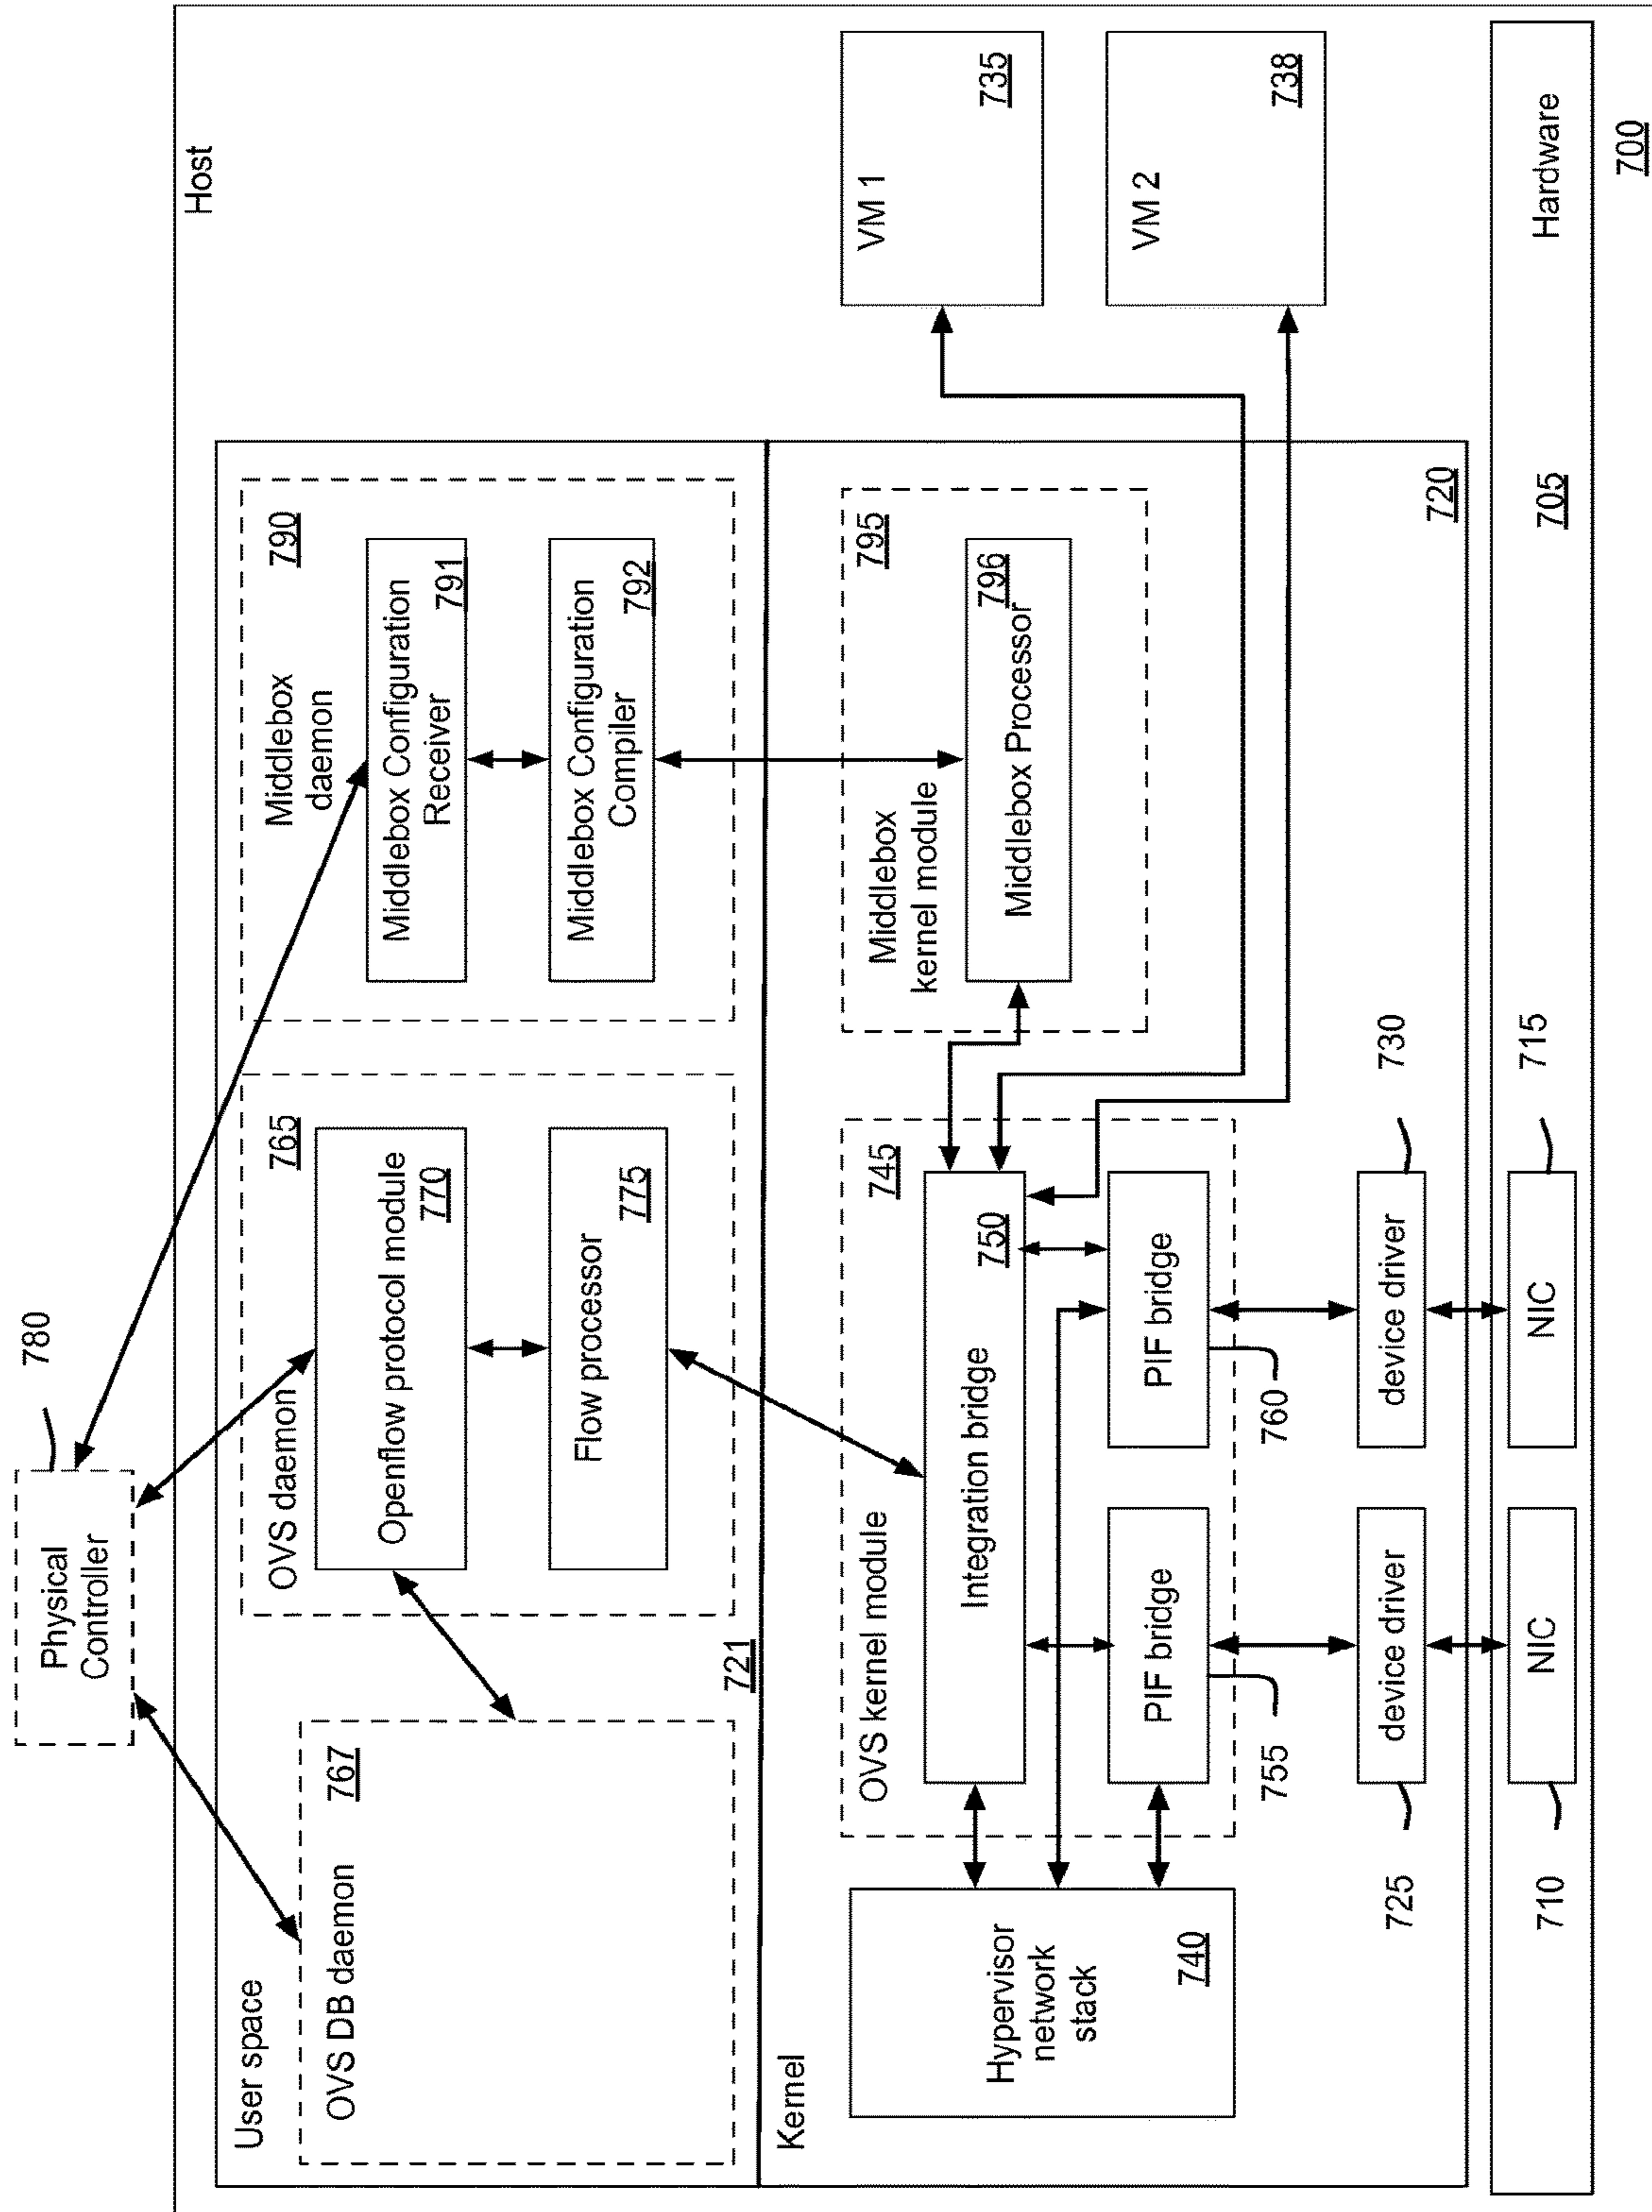 780
Physical
Controller
Host
User space
OVS DB daemon
767
OVS daemon
765
Openflow protocol module
770
Flow processor
775
721
Middlebox
daemon
790
Middlebox Configuration
Receiver
791
Middlebox Configuration
Compiler
792
Kernel
Hypervisor
network
stack
740
OVS kernel module
745
Integration bridge
750
PIF bridge
755
PIF bridge
760
Middlebox
kernel module
795
796
Middlebox Processor
VM 1
735
VM 2
738
725
device driver
device driver
730
720
710
NIC
NIC
715
705
Hardware
700